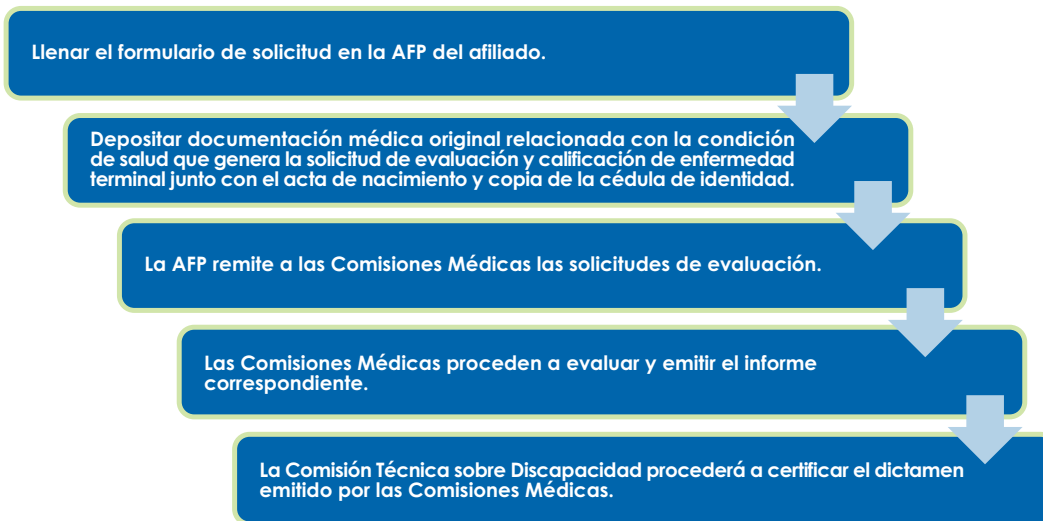 Llenar el formulario de solicitud en la AFP del afiliado.
Depositar documentación médica original relacionada con la condición
de salud que genera la solicitud de evaluación y calificación de enfermedad
terminal junto con el acta de nacimiento y copia de la cédula de identidad.
La AFP remite a las Comisiones Médicas las solicitudes de evaluación.
Las Comisiones Médicas proceden a evaluar y emitir el informe
correspondiente.
La Comisión Técnica sobre Discapacidad procederá a certificar el dictamen
emitido por las Comisiones Médicas.